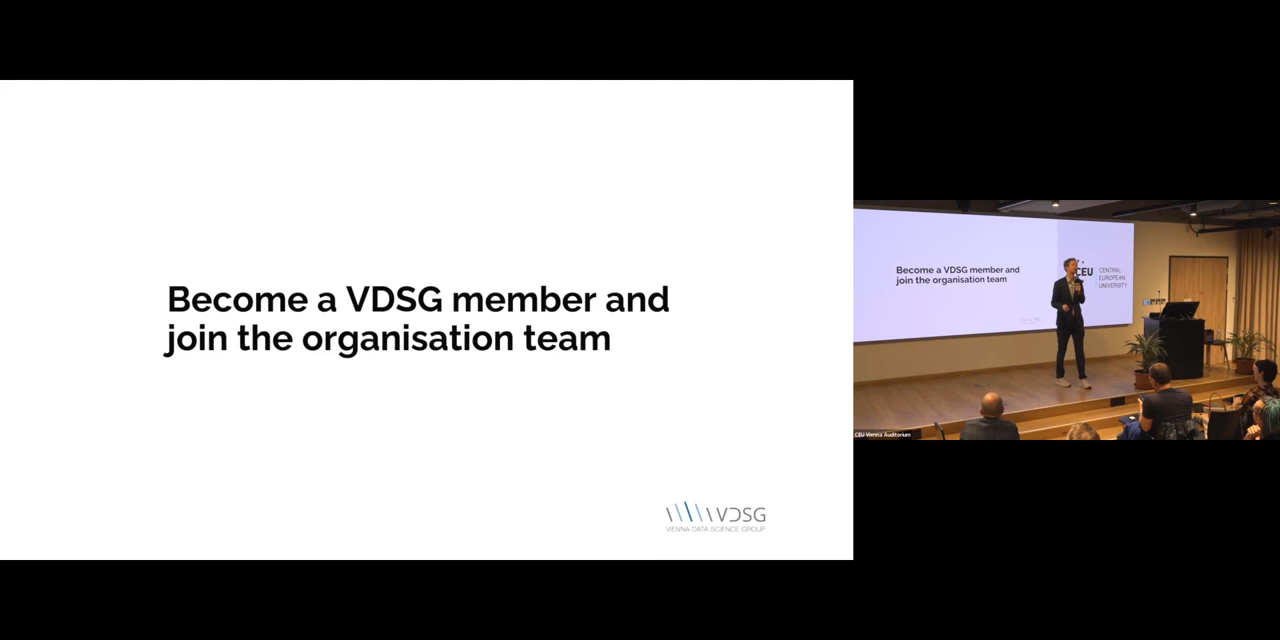 Become a VDSG member and
join the organisation team
VDSG
VIENNA DATA SCIENCE GROUP
Become a VDSG member and
join the organisation team
CEU
CENTRAL
EUROPEAN
UNIVERSITY
CEU Vienna Auditorium